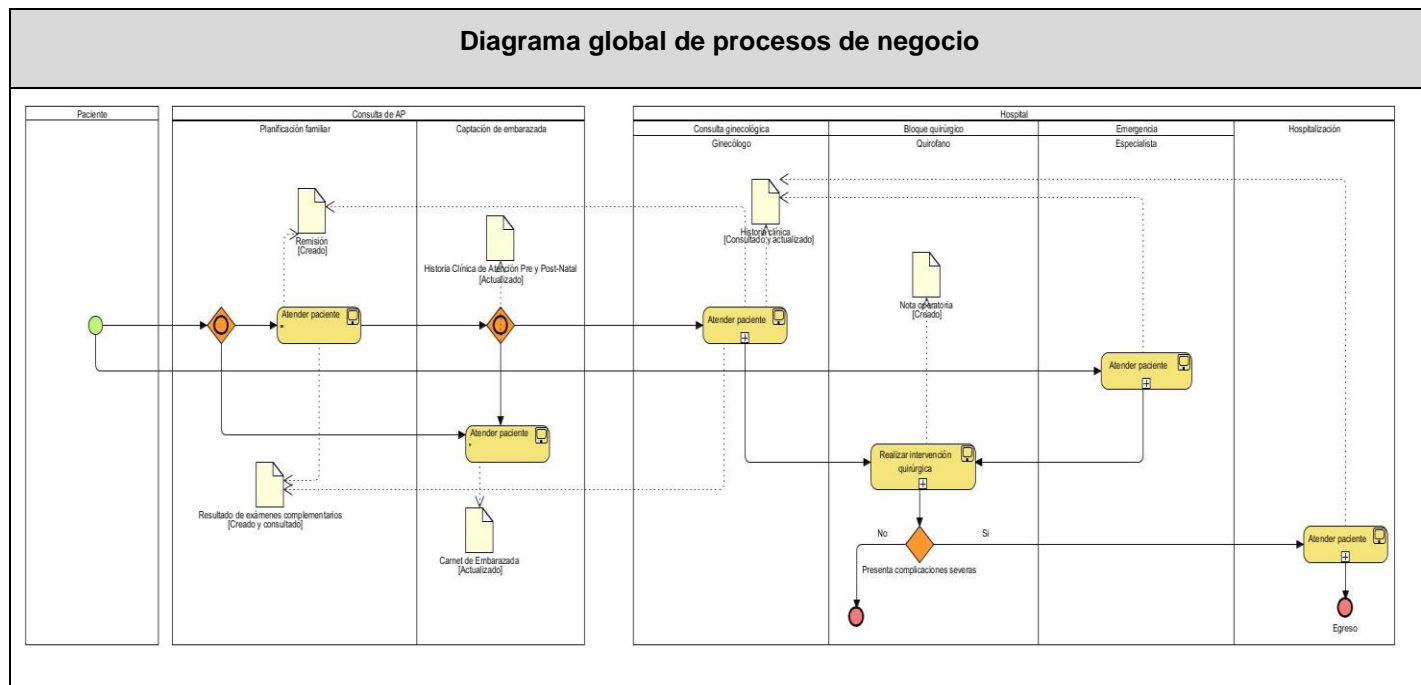 Diagrama global de procesos de negocio
Paciente
Consulta de AP
Hospital
Planificación familiar
Captación de embarazada
Consulta ginecológica
Bloque quirúrgico
Emergencia
Hospitalización
Ginecólogo
Quirofano
Especialista
Remisión
[Creado]
Historia Clínica de Atención Pre y Post-Natal
[Actualizado]
Historia clínica
[Consultado y actualizado]
Nota operatoria
[Creado]
Atender paciente
Atender paciente
Atender paciente
Atender paciente
Realizar intervención
quirúrgica
Resultado de exámenes complementarios
[Creado y consultado]
Carnet de Embarazada
[Actualizado]
No
Si
Presenta complicaciones severas
Atender paciente
Egreso